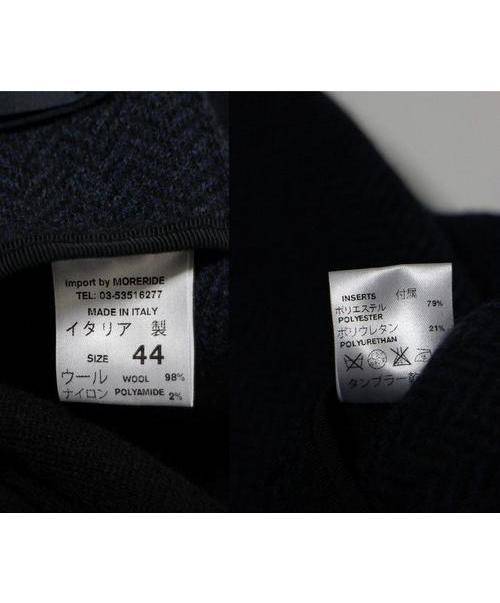 Import by MORERIDE
TEL: 03-53516277
MADE IN ITALY
イタリア 製
SIZE 44
ウール WOOL 98%
ナイロン POLYAMIDE 2%
INSERTS 付属
ポリエステル 79%
POLYESTER
ポリウレタン 21%
POLYURETHAN
タンブラー乾